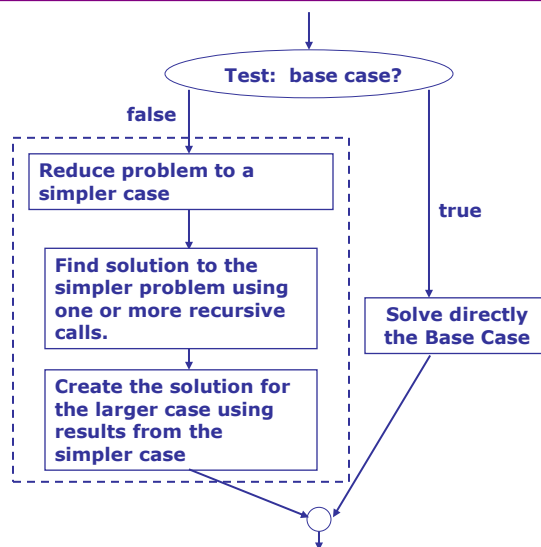 Test:  base case?
false
Reduce problem to a
simpler case
true
Find solution to the
simpler problem using
one or more recursive
calls.
Solve directly
the Base Case
Create the solution for
the larger case using
results from the
simpler case